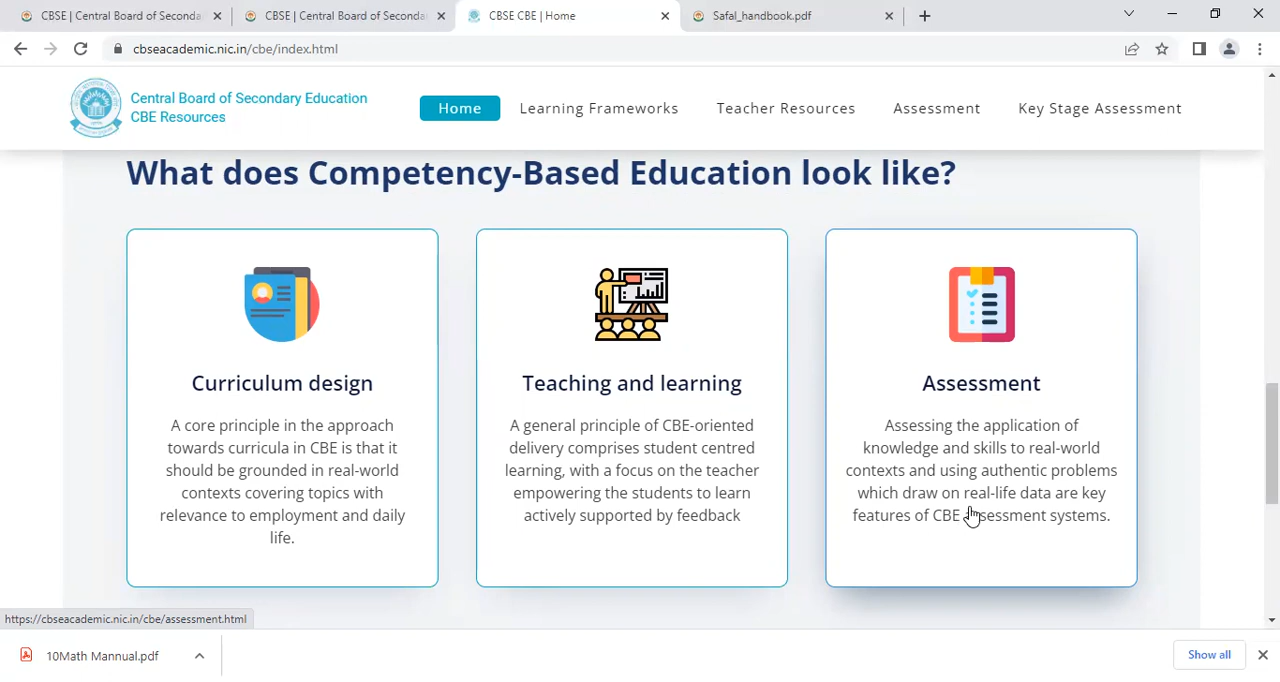 CBSE | Central Board of Seconda
CBSE | Central Board of Seconda
CBSE CBE | Home
Safal_handbook.pdf
cbseacademic.nic.in/cbe/index.html
Central Board of Secondary Education
CBE Resources
Home
Learning Frameworks
Teacher Resources
Assessment
Key Stage Assessment
What does Competency-Based Education look like?
Curriculum design
A core principle in the approach
towards curricula in CBE is that it
should be grounded in real-world
contexts covering topics with
relevance to employment and daily
life.
Teaching and learning
A general principle of CBE-oriented
delivery comprises student centred
learning, with a focus on the teacher
empowering the students to learn
actively supported by feedback
Assessment
Assessing the application of
knowledge and skills to real-world
contexts and using authentic problems
which draw on real-life data are key
features of CBE assessment systems.
https://cbseacademic.nic.in/cbe/assessment.html
10Math Mannual.pdf
Show all